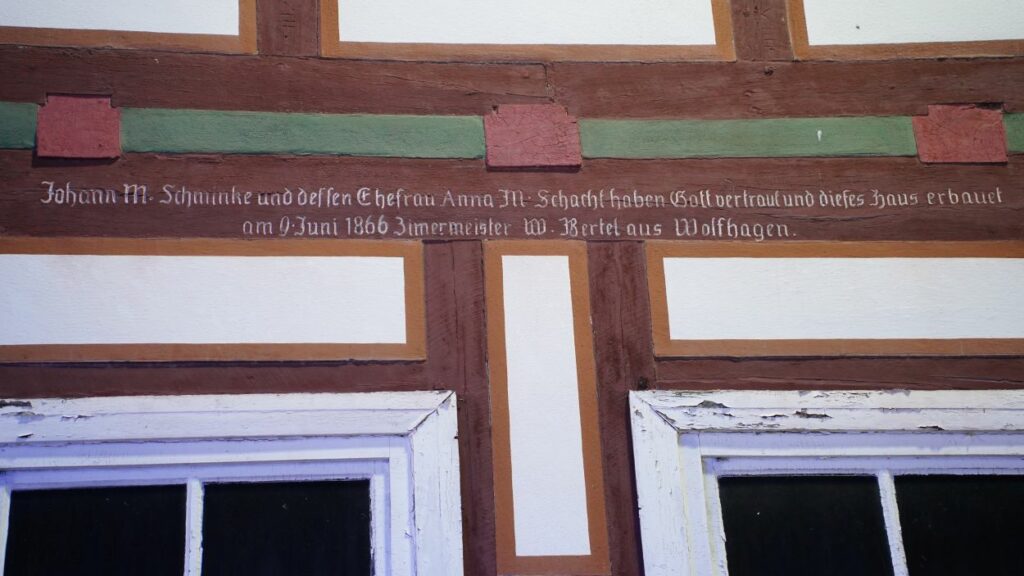 Johann M. Schminke und dessen Ehefrau Anna M. Schacht haben Gott vertraut und dieses Haus erbauet
am 9. Juni 1866 Zimermeister W. Bertel aus Wolfhagen.